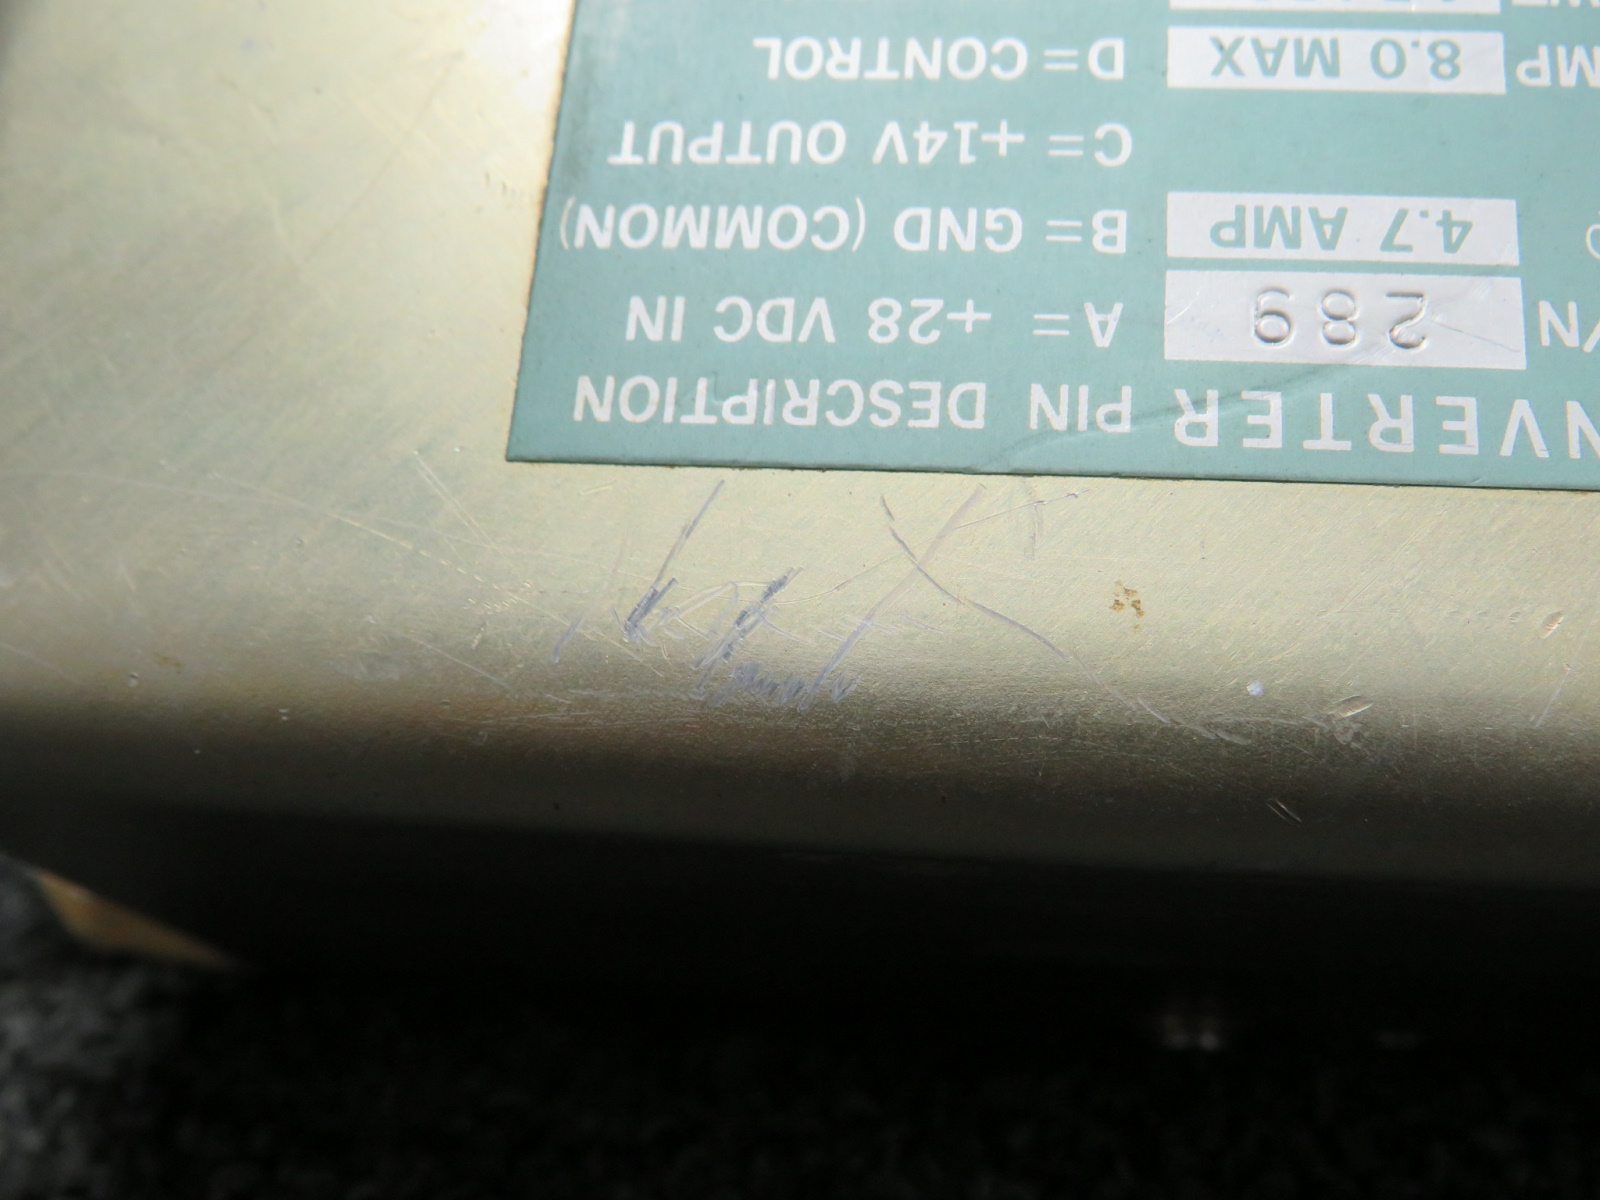 NVERTER PIN DESCRIPTION
/N 289 A= +28 VDC IN
4.7 AMP B= GND (COMMON)
C= +14V OUTPUT
MP 8.0 MAX D= CONTROL